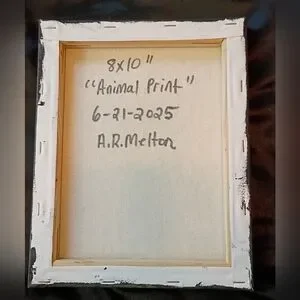 8x10"
"Animal Print"
6-21-2025
A.R.Melton